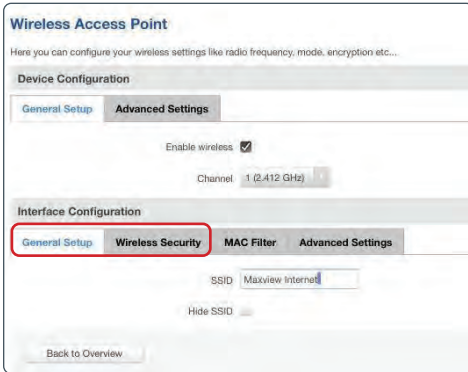 Wireless Access Point
Here you can configure your wireless settings like radio frequency, mode, encryption etc...
Device Configuration
General Setup Advanced Settings
Enable wireless
Channel 1 (2.412 GHz)
Interface Configuration
General Setup Wireless Security MAC Filter Advanced Settings
SSID Maxview Internet
Hide SSID
Back to Overview